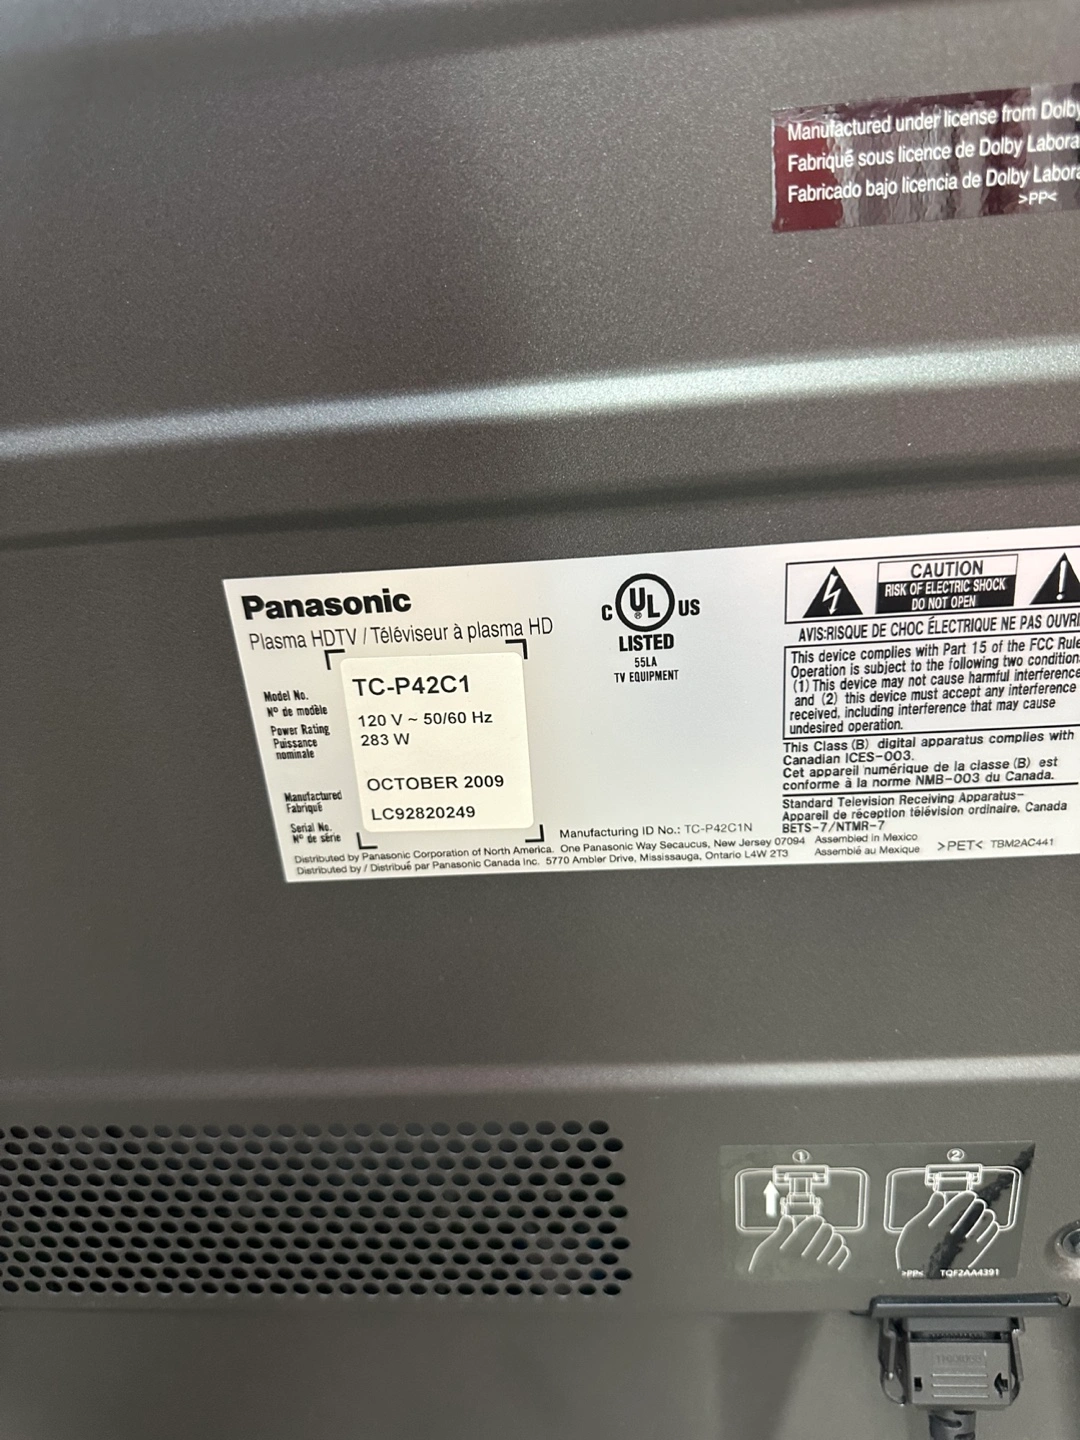 Manufactured under license from Dolby
Fabriqué sous licence de Dolby Labora
Fabricado bajo licencia de Dolby Labora
>PP<
Panasonic
Plasma HDTV / Téléviseur à plasma HD
Model No.
N° de modèle
TC-P42C1
Power Rating
Puissance
nominale
120 V ~ 50/60 Hz
283 W
Manufactured
Fabriqué
OCTOBER 2009
Serial No.
N° de série
LC92820249
C UL US
®
LISTED
55LA
TV EQUIPMENT
CAUTION
RISK OF ELECTRIC SHOCK
DO NOT OPEN
!
AVIS:RISQUE DE CHOC ÉLECTRIQUE NE PAS OUVRI
This device complies with Part 15 of the FCC Rule
Operation is subject to the following two condition
(1) This device may not cause harmful interference
and (2) this device must accept any interference
received, including interference that may cause
undesired operation.
This Class (B) digital apparatus complies with
Canadian ICES-003.
Cet appareil numérique de la classe (B) est
conforme à la norme NMB-003 du Canada.
Standard Television Receiving Apparatus-
Appareil de réception télévision ordinaire, Canada
BETS-7/NTMR-7
Manufacturing ID No.: TC-P42C1N
Distributed by Panasonic Corporation of North America. One Panasonic Way Secaucus, New Jersey 07094
Distributed by / Distribué par Panasonic Canada Inc. 5770 Ambler Drive, Mississauga, Ontario L4W 2T3
Assembled in Mexico
Assemblé au Mexique
>PET< TBM2AC441
1
2
>PP< TQF2AA4391